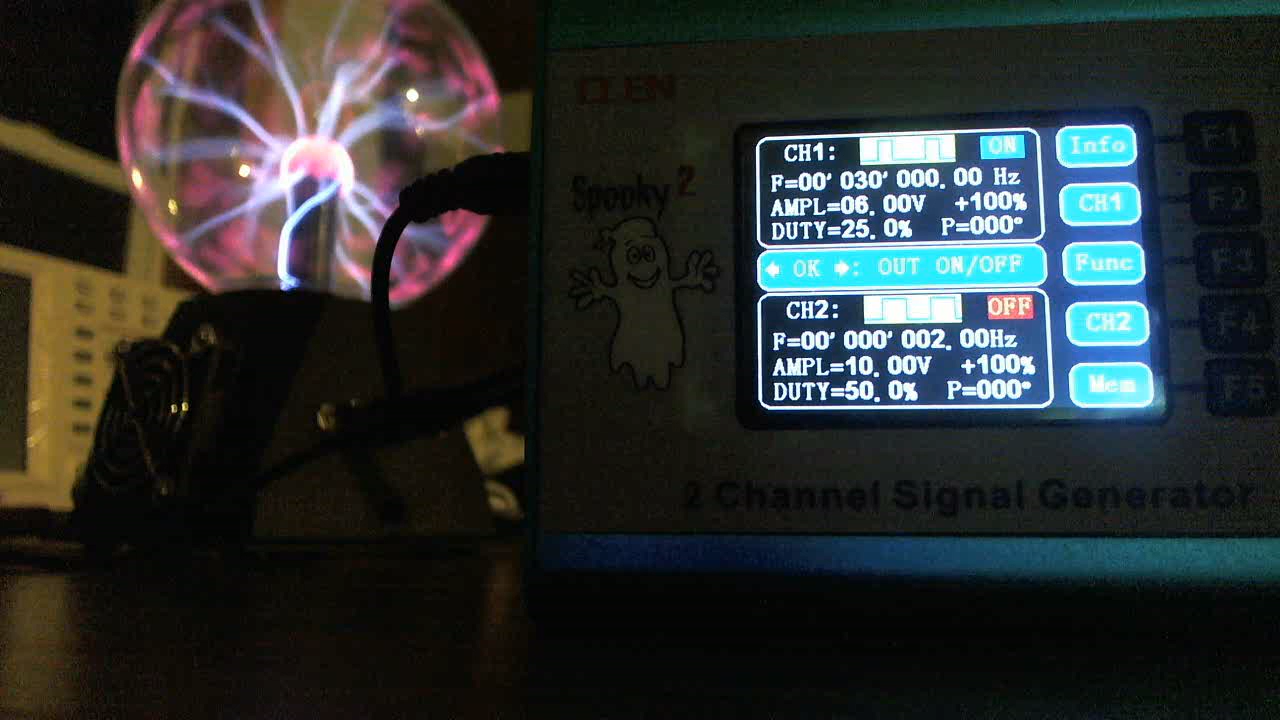 Spooky2
CH1: ON
F=00' 030' 000. 00 Hz
AMPL=06. 00V +100%
DUTY=25. 0% P=000°
OK : OUT ON/OFF
CH2: OFF
F=00' 000' 002. 00Hz
AMPL=10. 00V +100%
DUTY=50. 0% P=000°
Info
CH1
Func
CH2
Mem
F1
F2
F3
F4
F5
2 Channel Signal Generator